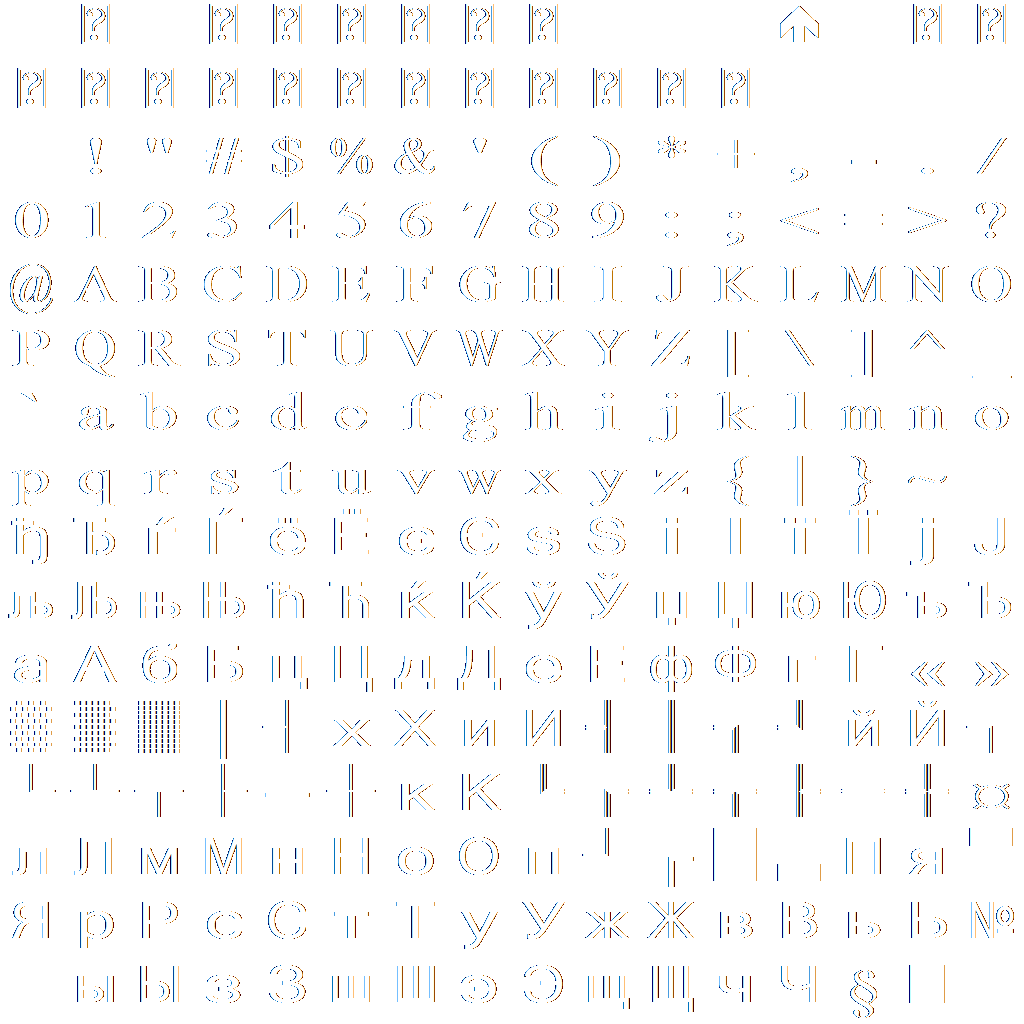 ? ? ? ? ? ? ? ↑ ? ?
? ? ? ? ? ? ? ? ? ? ? ?
! " # $ % & ' ( ) * + , - . /
0 1 2 3 4 5 6 7 8 9 : ; < = > ?
@ A B C D E F G H I J K L M N O
P Q R S T U V W X Y Z [ \ ] ^ _
` a b c d e f g h i j k l m n o
p q r s t u v w x y z { | } ~
ђ Ђ ѓ Ѓ ё Ё є Є ѕ Ѕ і І ї Ї ј Ј
љ Љ њ Њ ћ Ћ ќ Ќ ў Ў џ Џ ю Ю ъ Ъ
а А б Б ц Ц д Д е Е ф Ф г Г « »
░ ▒ ▓ │ ┤ х Х и И ╣ ║ ╗ ╝ й Й ┐
└ ┴ ┬ ├ ─ ┼ к К ╚ ╔ ╩ ╦ ╠ ═ ╬ ¤
л Л м М н Н о О п ┘ ┌ █ ▄ П я ▀
Я р Р с С т Т у У ж Ж в В ь Ь №
ы Ы з З ш Ш э Э щ Щ ч Ч § ■